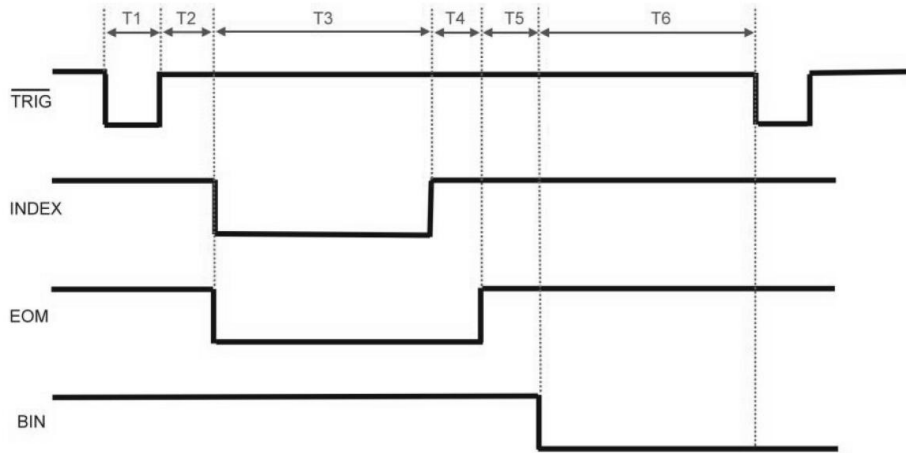 T1 T2 T3 T4 T5 T6
TRIG
INDEX
EOM
BIN